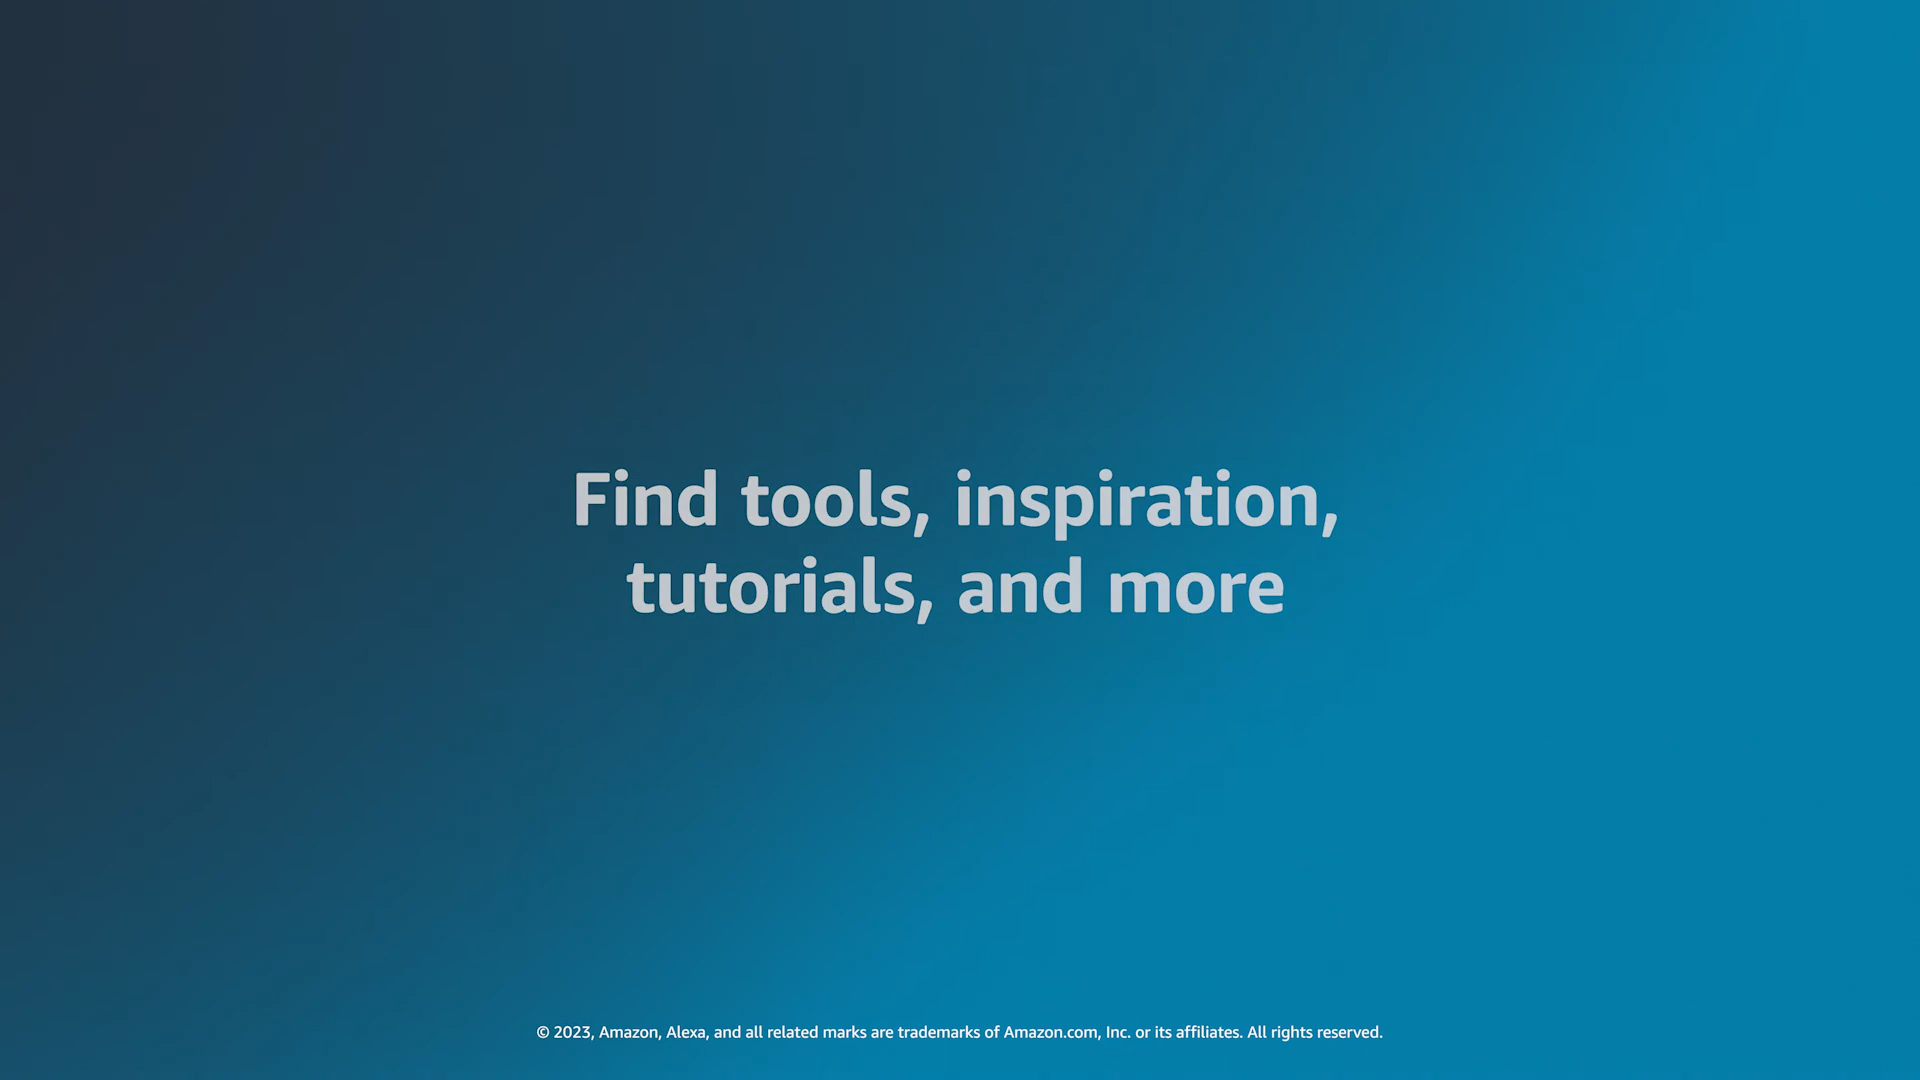 Find tools, inspiration,
tutorials, and more
© 2023, Amazon, Alexa, and all related marks are trademarks of Amazon.com, Inc. or its affiliates. All rights reserved.